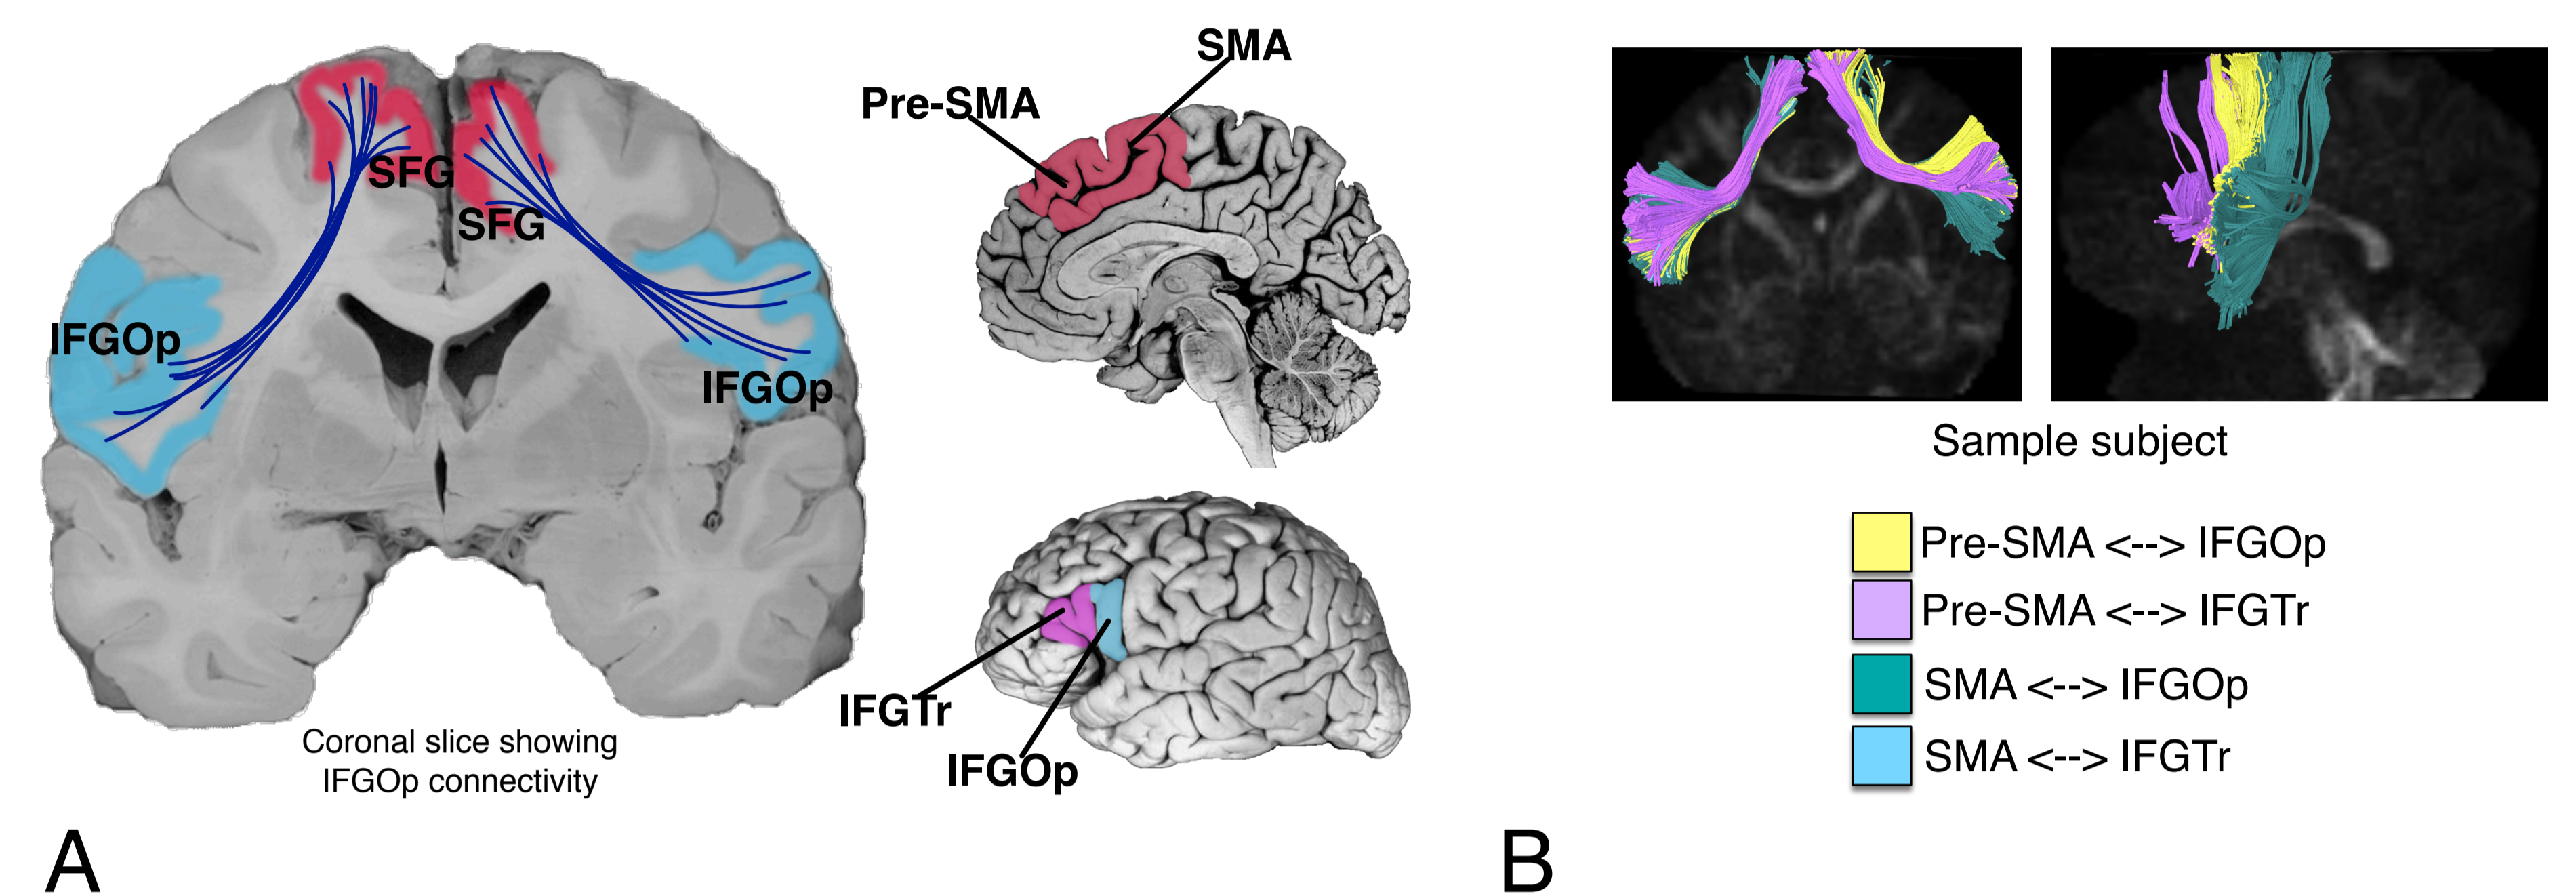 SMA
Pre-SMA
SFG
SFG
IFGOp
IFGOp
IFGTr
IFGOp
Coronal slice showing
IFGOp connectivity
A
Sample subject
Pre-SMA <--> IFGOp
Pre-SMA <--> IFGTr
SMA <--> IFGOp
SMA <--> IFGTr
B